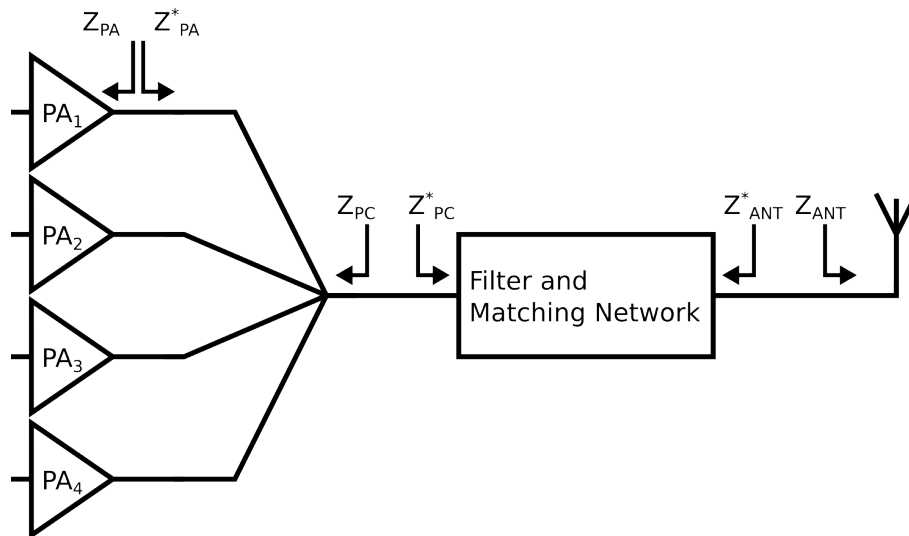 Z_PA Z*_PA
PA₁
PA₂
Z_PC Z*_PC
Z*_ANT Z_ANT
Filter and
Matching Network
PA₃
PA₄